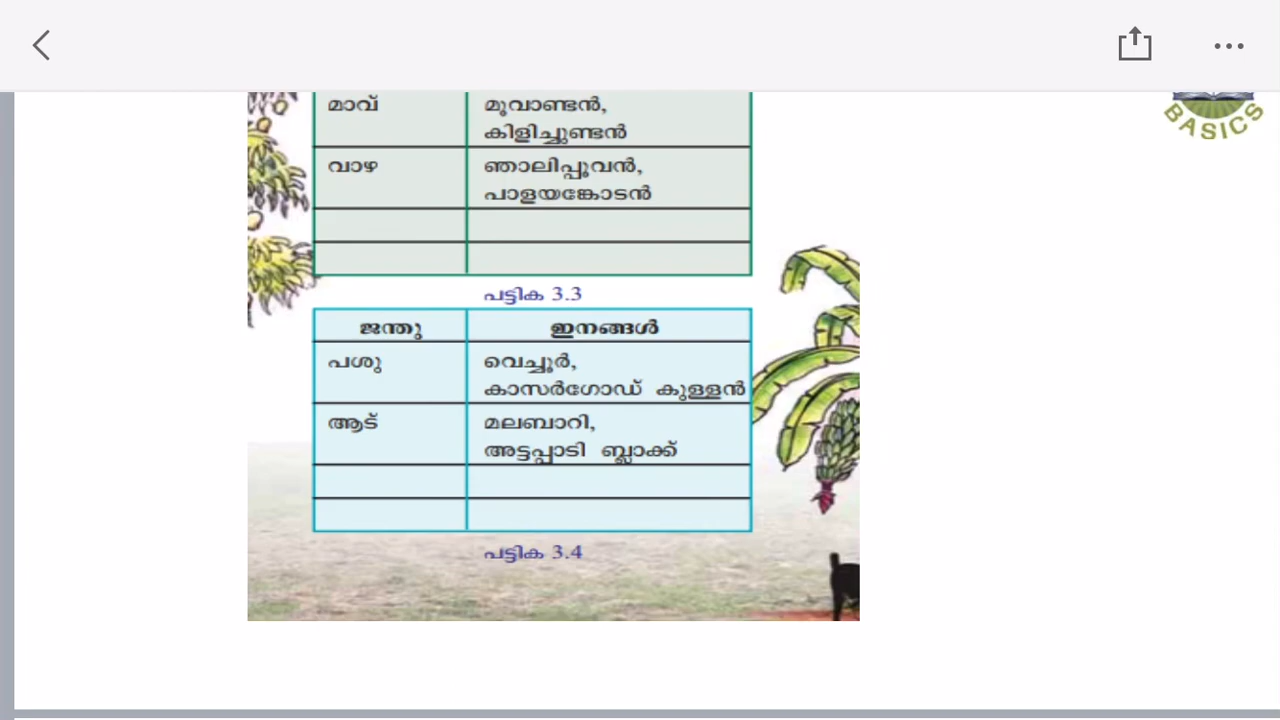 BASICS
മാവ് മൂവാണ്ടൻ,
കിളിച്ചുണ്ടൻ
വാഴ ഞാലിപ്പൂവൻ,
പാളയങ്കോടൻ
പട്ടിക 3.3
ജന്തു ഇനങ്ങൾ
പശു വെച്ചൂർ,
കാസർഗോഡ് കുള്ളൻ
ആട് മലബാറി,
അട്ടപ്പാടി ബ്ലാക്ക്
പട്ടിക 3.4